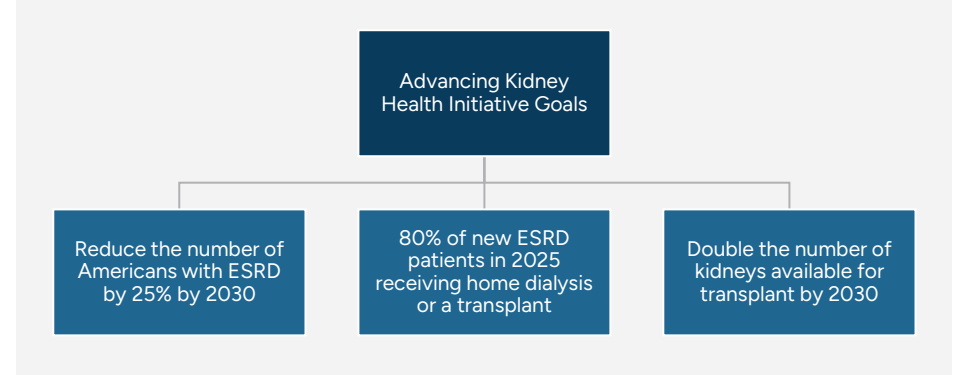 Advancing Kidney
Health Initiative Goals
Reduce the number of
Americans with ESRD
by 25% by 2030
80% of new ESRD
patients in 2025
receiving home dialysis
or a transplant
Double the number of
kidneys available for
transplant by 2030